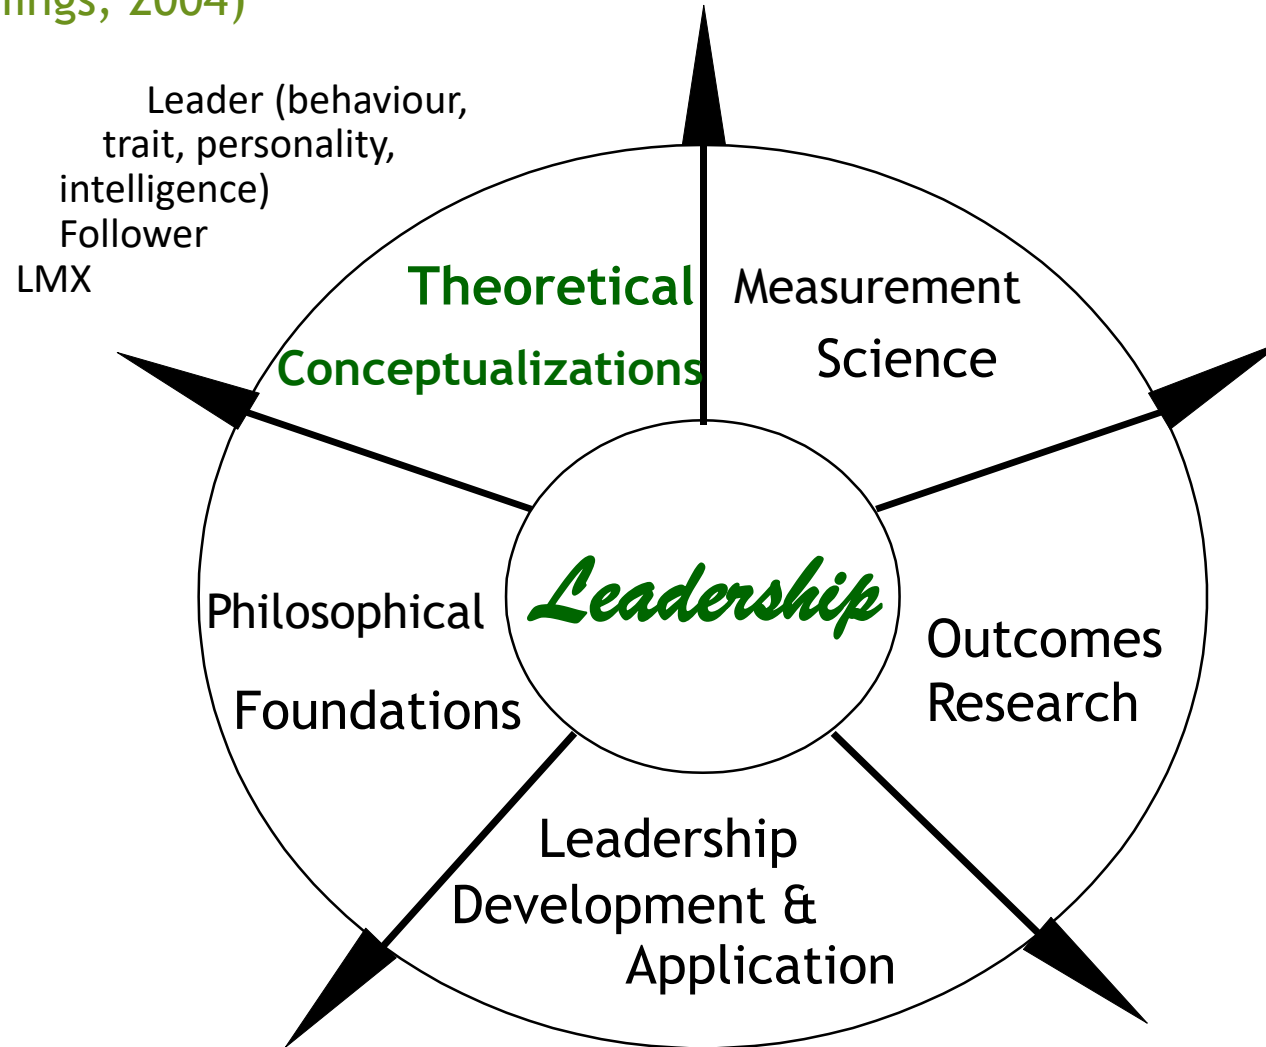 2004)
Leader (behaviour,
trait, personality,
intelligence)
Follower
LMX
Theoretical
Conceptualizations
Measurement
Science
Leadership
Philosophical
Foundations
Outcomes
Research
Leadership
Development &
Application